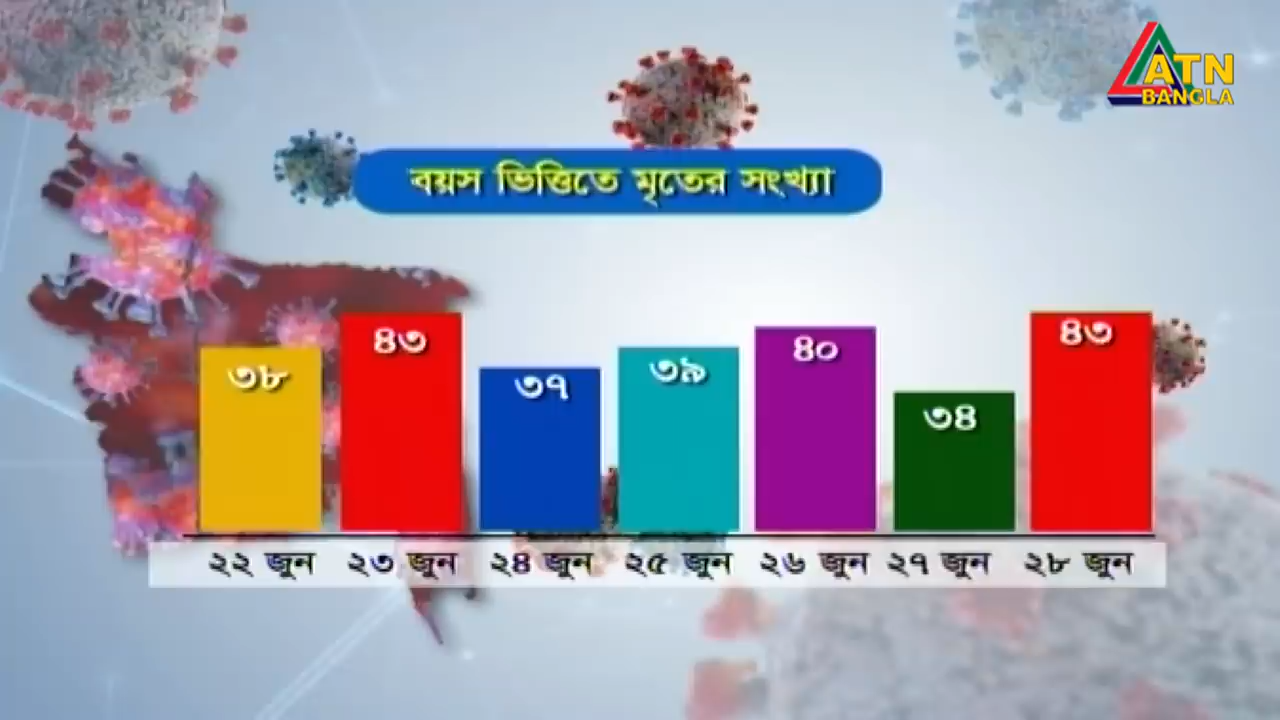 ATN
BANGLA
বয়স ভিত্তিতে মৃতের সংখ্যা
৩৮ ৪৩ ৩৭ ৩৯ ৪০ ৩৪ ৪৩
২২ জুন ২৩ জুন ২৪ জুন ২৫ জুন ২৬ জুন ২৭ জুন ২৮ জুন